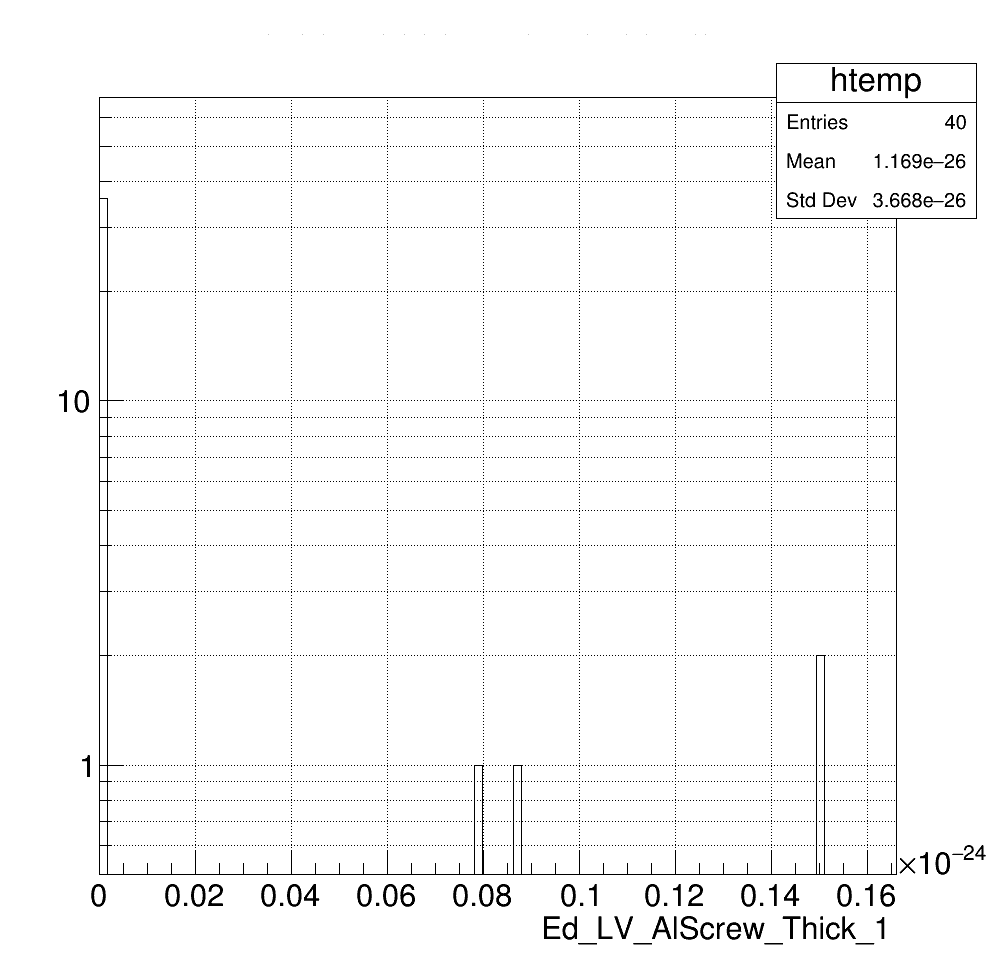 htemp
Entries 40
Mean 1.169e−26
Std Dev 3.668e−26
10
1
×10−24
0 0.02 0.04 0.06 0.08 0.1 0.12 0.14 0.16
Ed_LV_AlScrew_Thick_1